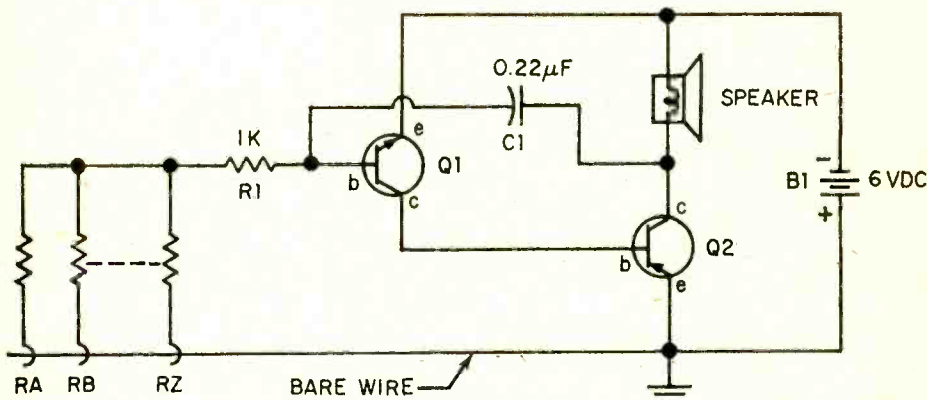 0.22μF
C1
SPEAKER
e
Q1
b
c
1K
R1
B1
-
+
6 VDC
c
Q2
b
e
RA
RB
RZ
BARE WIRE